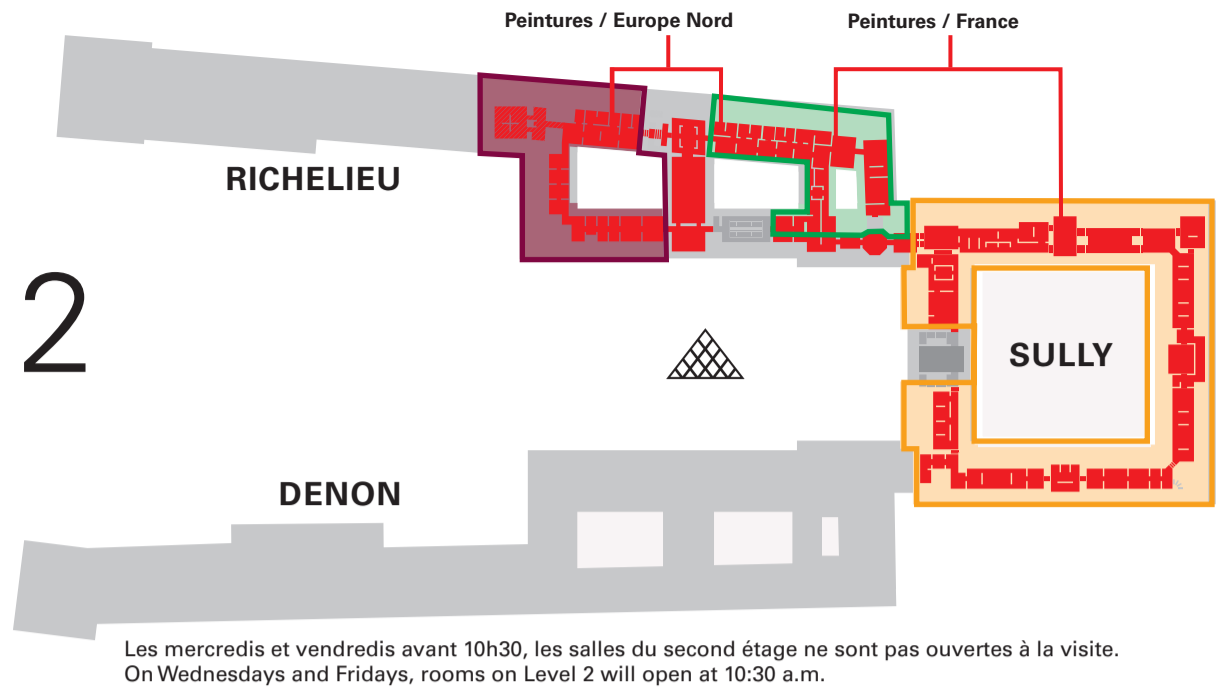 Peintures / Europe Nord
Peintures / France
RICHELIEU
2
SULLY
DENON
Les mercredis et vendredis avant 10h30, les salles du second étage ne sont pas ouvertes à la visite.
On Wednesdays and Fridays, rooms on Level 2 will open at 10:30 a.m.